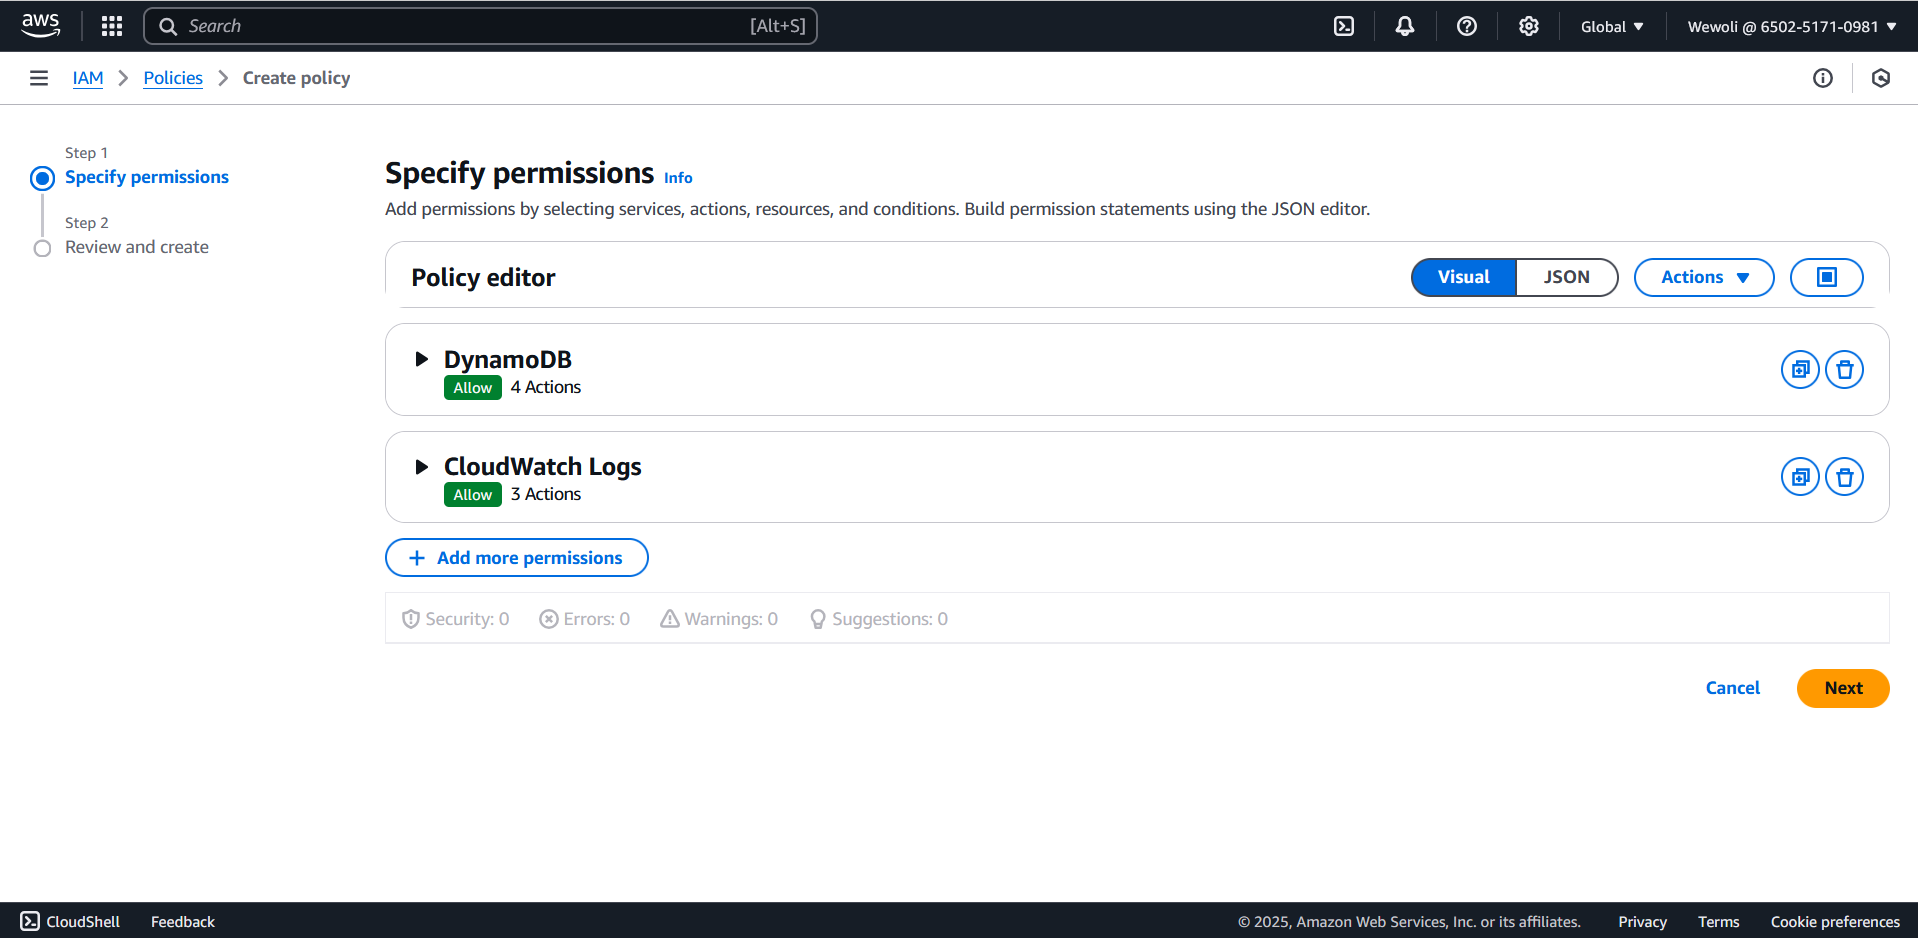 aws
Search [Alt+S]
Global
Wewoli @ 6502-5171-0981
IAM > Policies > Create policy
Step 1
Specify permissions
Step 2
Review and create
Specify permissions Info
Add permissions by selecting services, actions, resources, and conditions. Build permission statements using the JSON editor.
Policy editor
Visual JSON
Actions
DynamoDB
Allow 4 Actions
CloudWatch Logs
Allow 3 Actions
+ Add more permissions
Security: 0 Errors: 0 Warnings: 0 Suggestions: 0
Cancel Next
CloudShell Feedback © 2025, Amazon Web Services, Inc. or its affiliates. Privacy Terms Cookie preferences